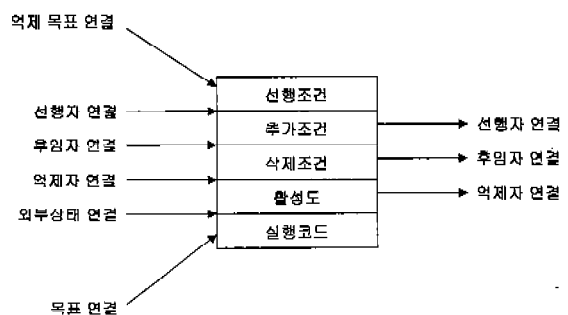 억제 목표 연결
선행조건
선행자 연결
추가조건
선행자 연결
후임자 연결
삭제조건
후임자 연결
억제자 연결
활성도
억제자 연결
외부상태 연결
실행코드
목표 연결